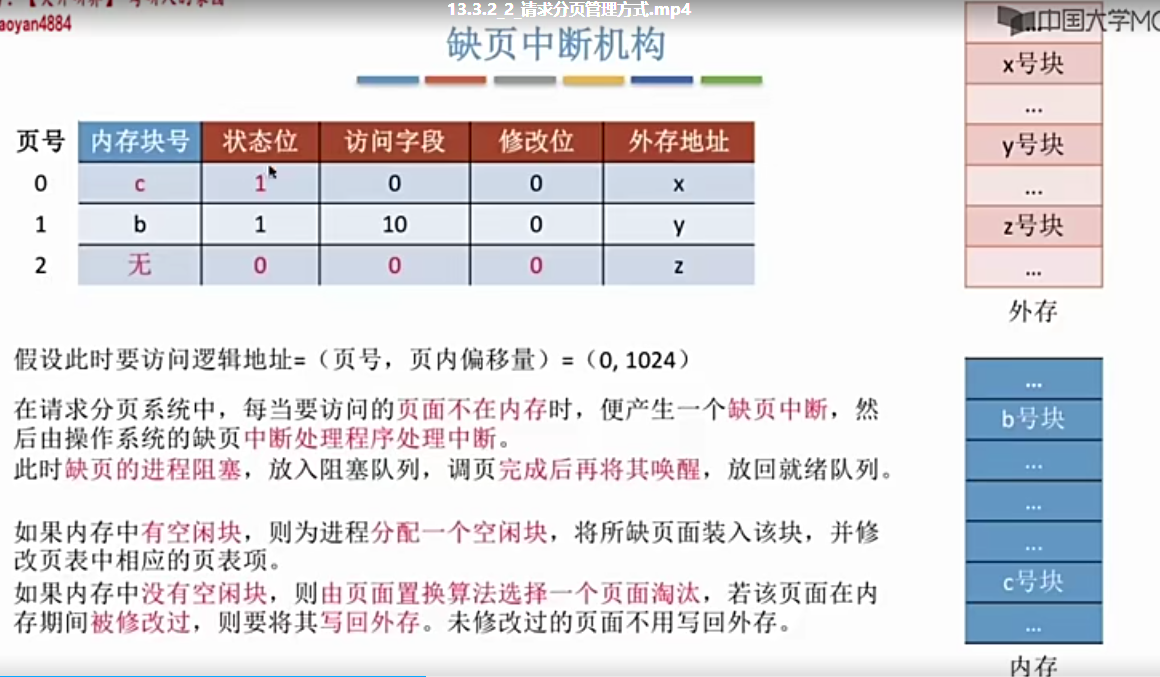 13.3.2_2_请求分页管理方式.mp4
aoyan4884
中国大学MO
缺页中断机构
页号 内存块号 状态位 访问字段 修改位 外存地址
0 c 1 0 0 x
1 b 1 10 0 y
2 无 0 0 0 z
...
x号块
...
y号块
...
z号块
...
外存
假设此时要访问逻辑地址=（页号，页内偏移量）=（0, 1024）
在请求分页系统中，每当要访问的页面不在内存时，便产生一个缺页中断，然
后由操作系统的缺页中断处理程序处理中断。
此时缺页的进程阻塞，放入阻塞队列，调页完成后再将其唤醒，放回就绪队列。
如果内存中有空闲块，则为进程分配一个空闲块，将所缺页面装入该块，并修
改页表中相应的页表项。
如果内存中没有空闲块，则由页面置换算法选择一个页面淘汰，若该页面在内
存期间被修改过，则要将其写回外存。未修改过的页面不用写回外存。
...
b号块
...
...
...
c号块
...
内存